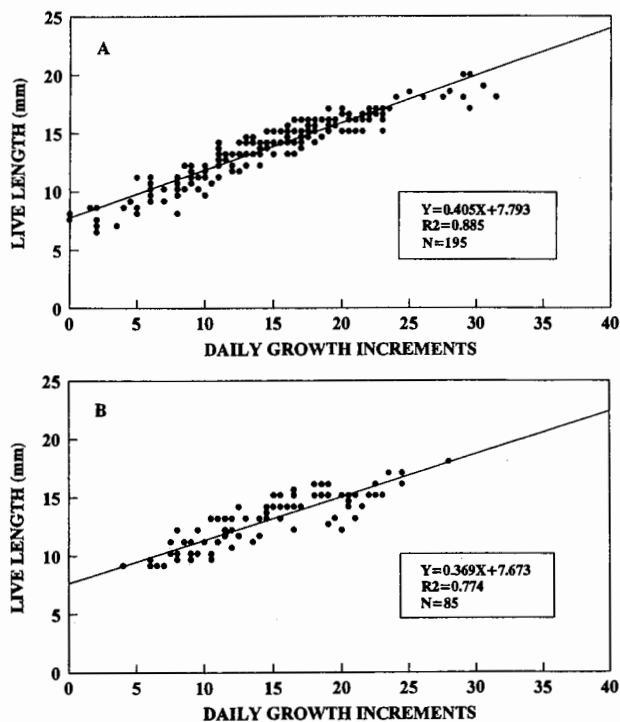 25
A
20
LIVE LENGTH (mm)
15
10
5
0
Y=0.405X+7.793
R2=0.885
N=195
0 5 10 15 20 25 30 35 40
DAILY GROWTH INCREMENTS
25
B
20
LIVE LENGTH (mm)
15
10
5
0
Y=0.369X+7.673
R2=0.774
N=85
0 5 10 15 20 25 30 35 40
DAILY GROWTH INCREMENTS